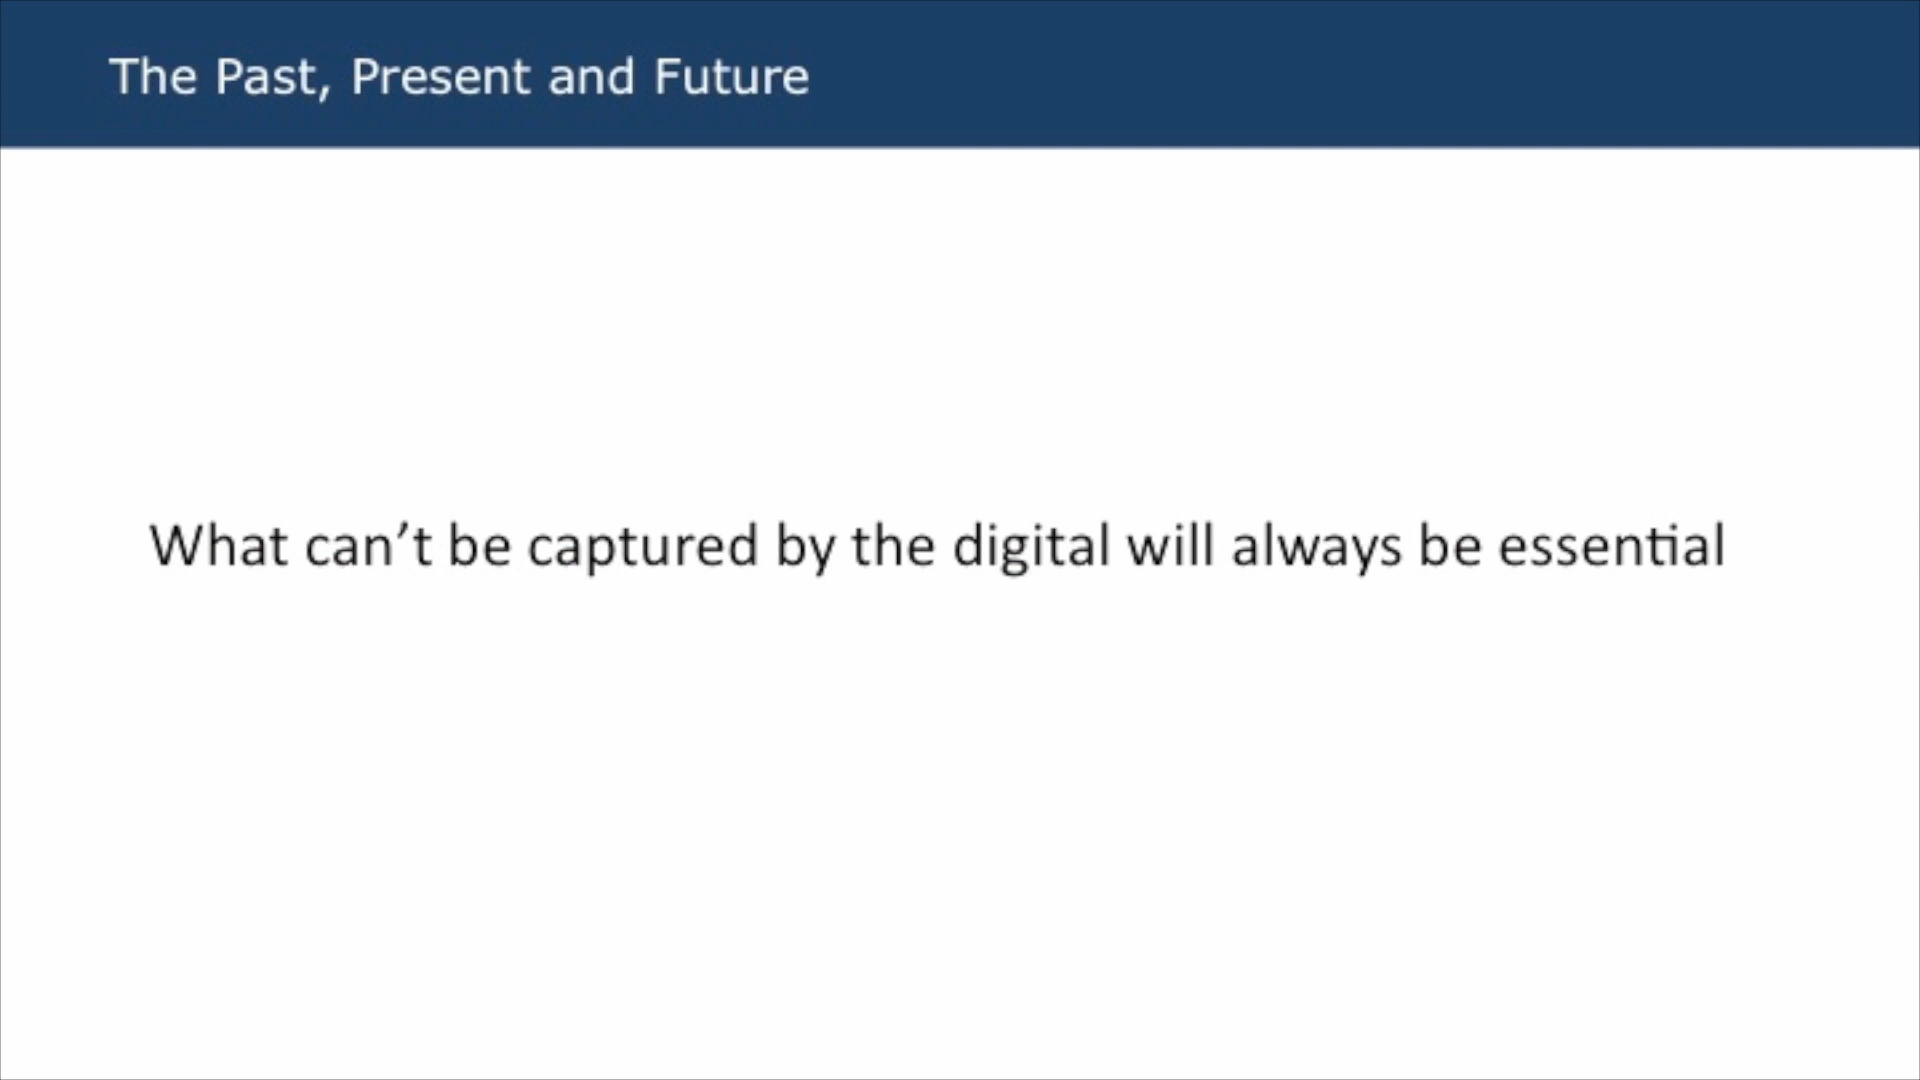 The Past, Present and Future
What can’t be captured by the digital will always be essential